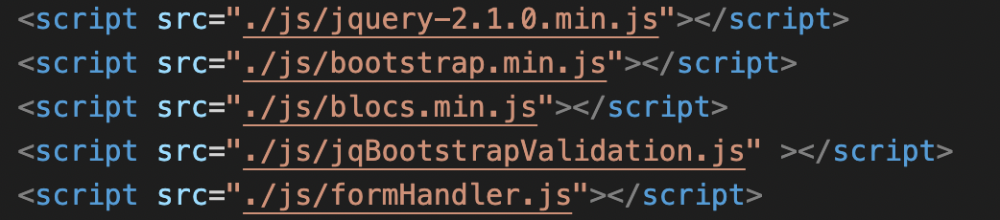 <script src="./js/jquery-2.1.0.min.js"></script>
<script src="./js/bootstrap.min.js"></script>
<script src="./js/blocs.min.js"></script>
<script src="./js/jqBootstrapValidation.js" ></script>
<script src="./js/formHandler.js"></script>